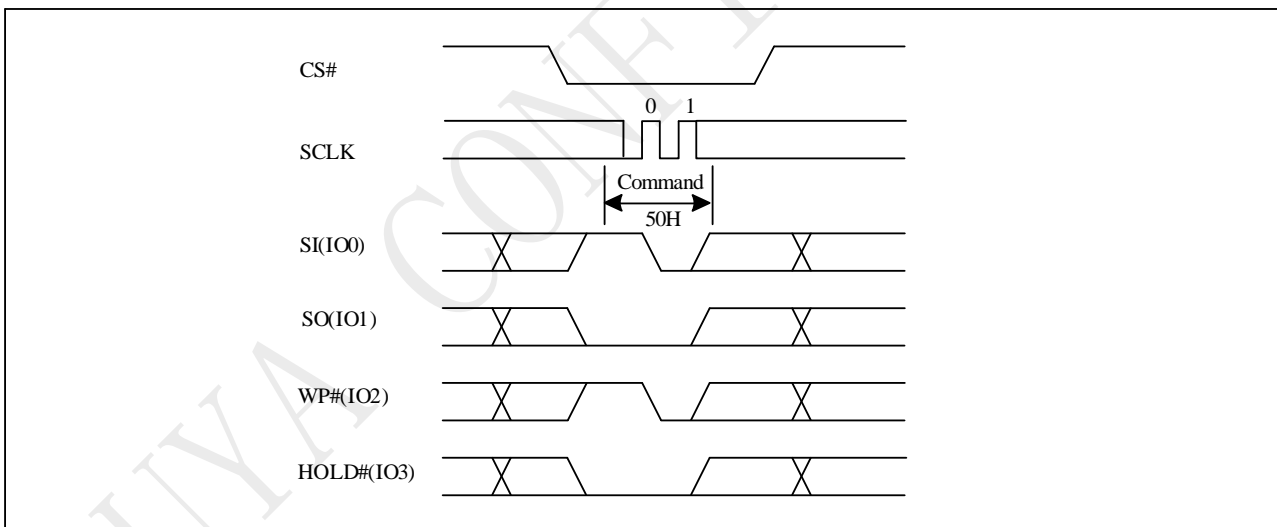 CS#
0 1
SCLK
Command
50H
SI(IO0)
SO(IO1)
WP#(IO2)
HOLD#(IO3)